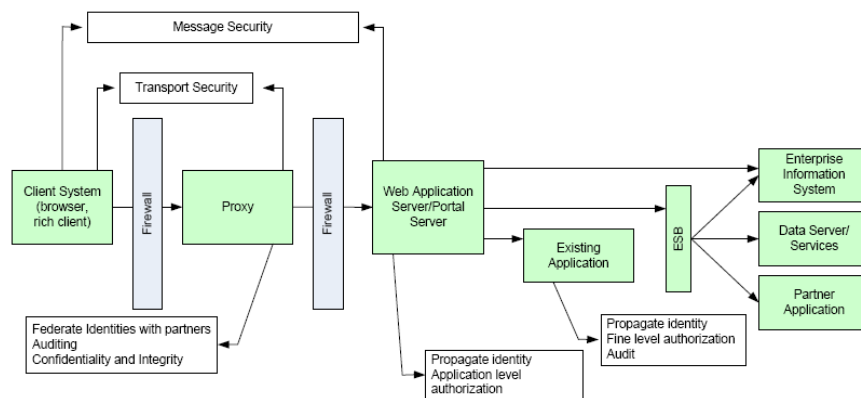 Message Security
Transport Security
Client System
(browser,
rich client)
Firewall
Proxy
Firewall
Web Application
Server/Portal
Server
Existing
Application
ESB
Enterprise
Information
System
Data Server/
Services
Partner
Application
Federate Identities with partners
Auditing
Confidentiality and Integrity
Propagate identity
Application level
authorization
Propagate identity
Fine level authorization
Audit